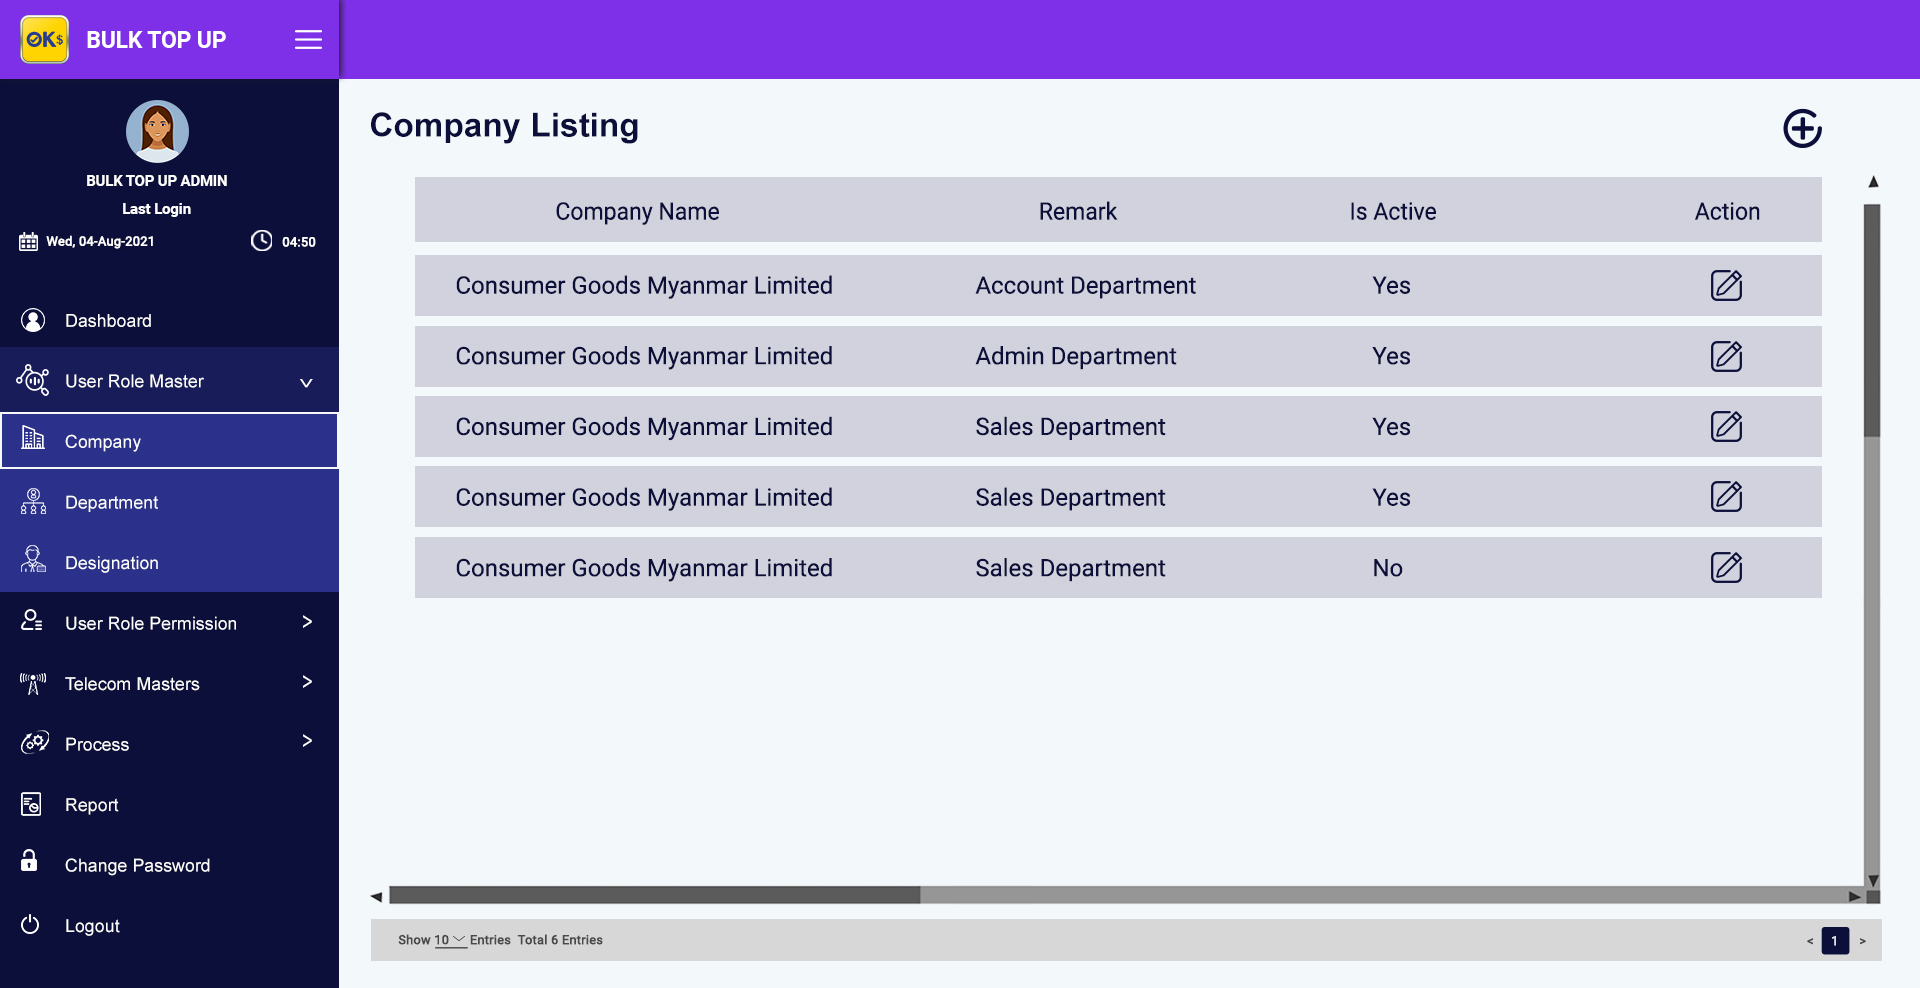 OK$ BULK TOP UP
BULK TOP UP ADMIN
Last Login
Wed, 04-Aug-2021 04:50
Dashboard
User Role Master
Company
Department
Designation
User Role Permission >
Telecom Masters >
Process >
Report
Change Password
Logout
Company Listing
Company Name Remark Is Active Action
Consumer Goods Myanmar Limited Account Department Yes
Consumer Goods Myanmar Limited Admin Department Yes
Consumer Goods Myanmar Limited Sales Department Yes
Consumer Goods Myanmar Limited Sales Department Yes
Consumer Goods Myanmar Limited Sales Department No
Show 10 Entries Total 6 Entries < 1 >